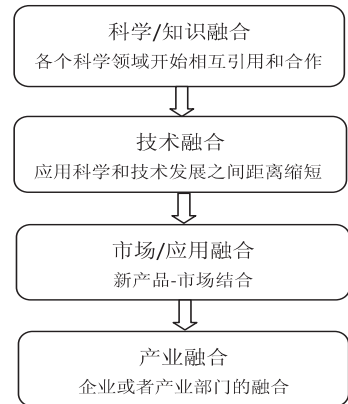 科学/知识融合
各个科学领域开始相互引用和合作
技术融合
应用科学和技术发展之间距离缩短
市场/应用融合
新产品-市场结合
产业融合
企业或者产业部门的融合